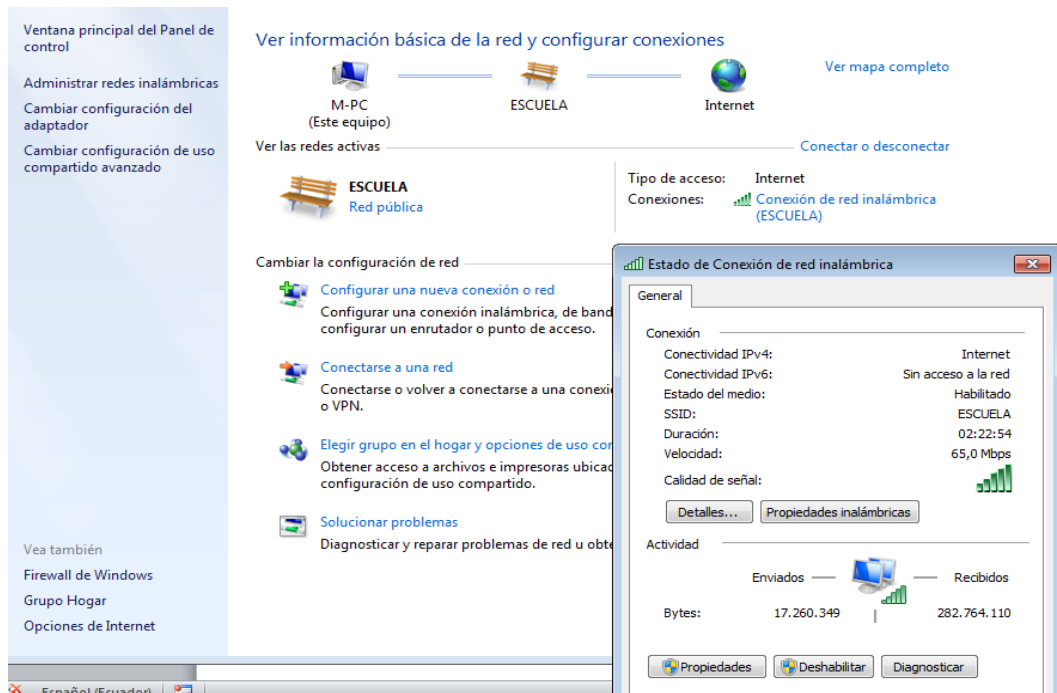 Ventana principal del Panel de
control
Administrar redes inalámbricas
Cambiar configuración del
adaptador
Cambiar configuración de uso
compartido avanzado
Vea también
Firewall de Windows
Grupo Hogar
Opciones de Internet
Ver información básica de la red y configurar conexiones
Ver mapa completo
M-PC
(Este equipo)
ESCUELA
Internet
Ver las redes activas
Conectar o desconectar
ESCUELA
Red pública
Tipo de acceso: Internet
Conexiones: Conexión de red inalámbrica
(ESCUELA)
Cambiar la configuración de red
Configurar una nueva conexión o red
Configurar una conexión inalámbrica, de band
configurar un enrutador o punto de acceso.
Conectarse a una red
Conectarse o volver a conectarse a una conexi
o VPN.
Elegir grupo en el hogar y opciones de uso cor
Obtener acceso a archivos e impresoras ubicad
configuración de uso compartido.
Solucionar problemas
Diagnosticar y reparar problemas de red u obte
Estado de Conexión de red inalámbrica
General
Conexión
Conectividad IPv4: Internet
Conectividad IPv6: Sin acceso a la red
Estado del medio: Habilitado
SSID: ESCUELA
Duración: 02:22:54
Velocidad: 65,0 Mbps
Calidad de señal:
Detalles... Propiedades inalámbricas
Actividad
Enviados Recibidos
Bytes: 17.260.349 282.764.110
Propiedades Deshabilitar Diagnosticar
Español (Ecuador)